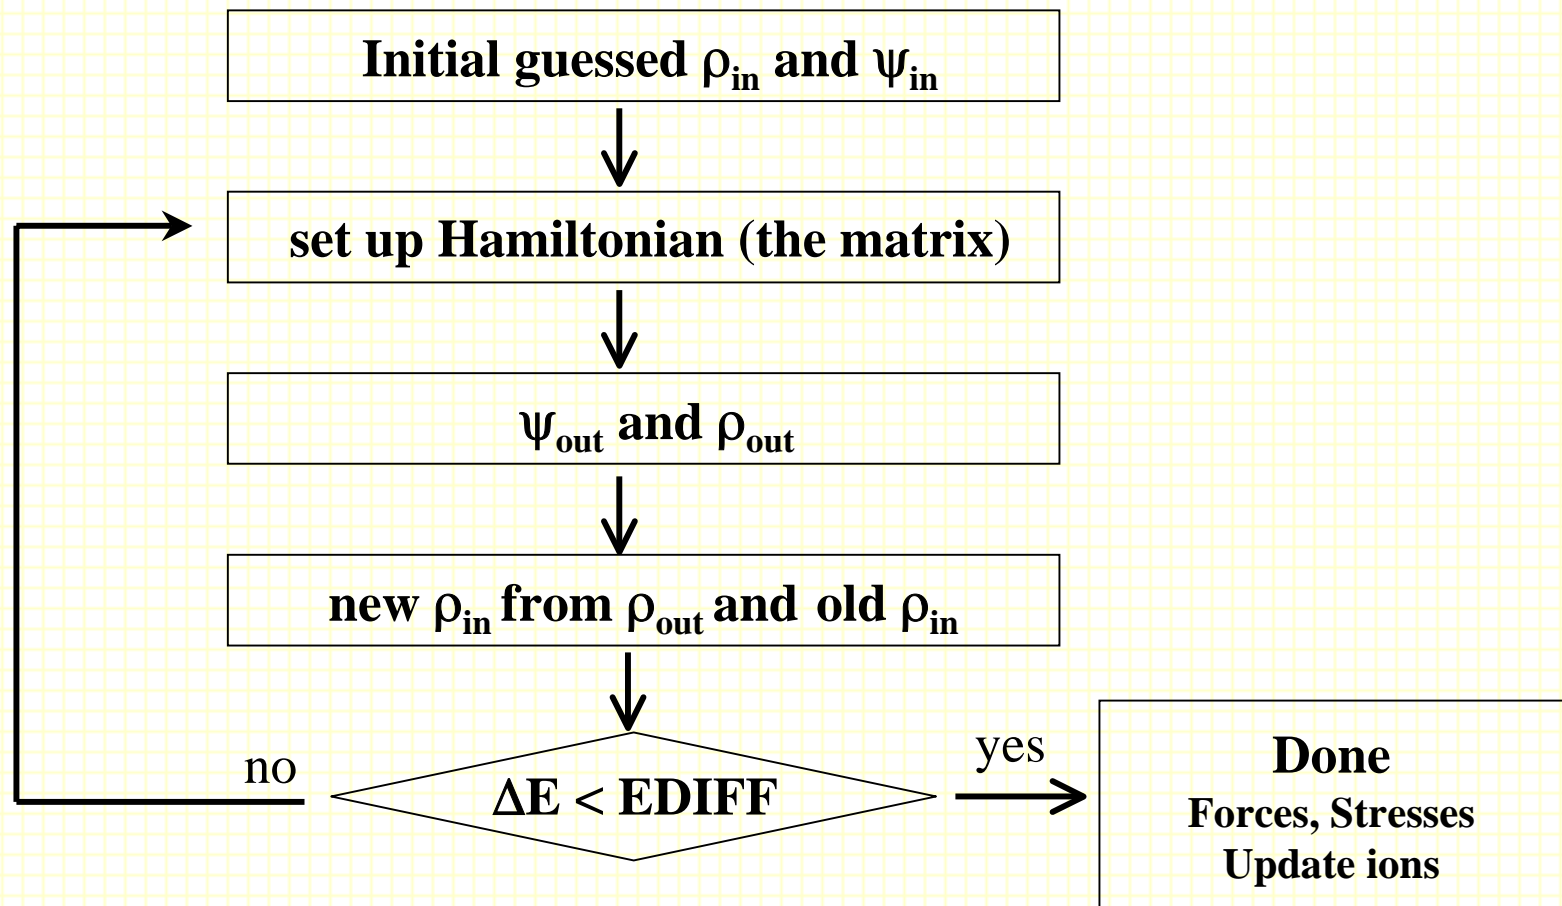 Initial guessed ρin and ψin
set up Hamiltonian (the matrix)
ψout and ρout
new ρin from ρout and old ρin
no
ΔE < EDIFF
yes
Done
Forces, Stresses
Update ions